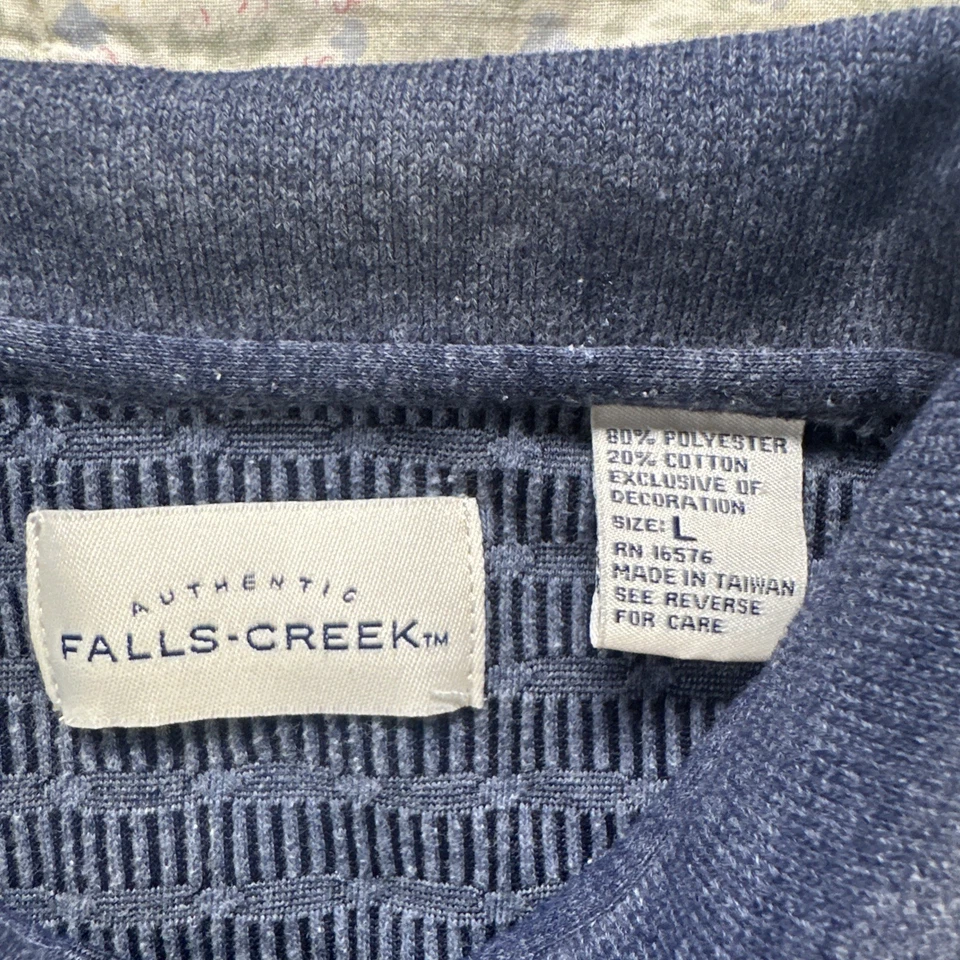 AUTHENTIC
FALLS-CREEK™
80% POLYESTER
20% COTTON
EXCLUSIVE OF
DECORATION
SIZE: L
RN 16576
MADE IN TAIWAN
SEE REVERSE
FOR CARE